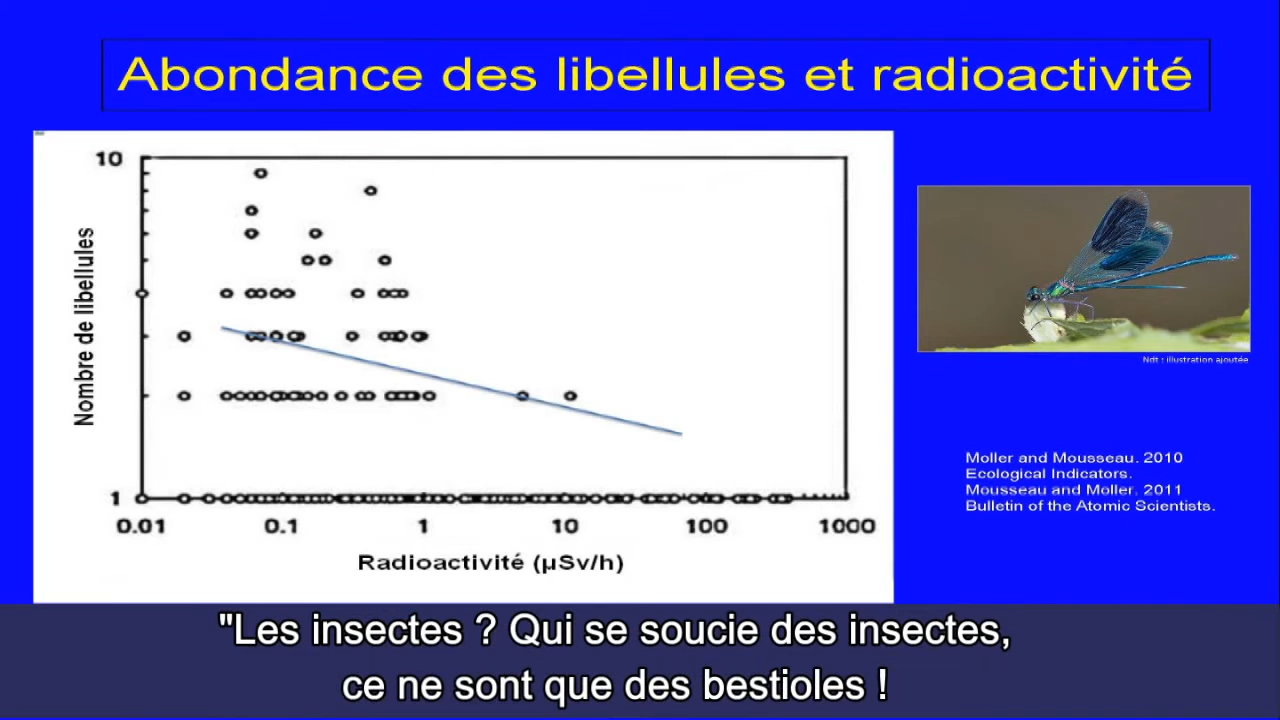 Abondance des libellules et radioactivité
10
1
Nombre de libellules
0.01 0.1 1 10 100 1000
Radioactivité (µSv/h)
Ndt : illustration ajoutée
Moller and Mousseau. 2010
Ecological Indicators.
Mousseau and Moller, 2011
Bulletin of the Atomic Scientists.
"Les insectes ? Qui se soucie des insectes,
ce ne sont que des bestioles !